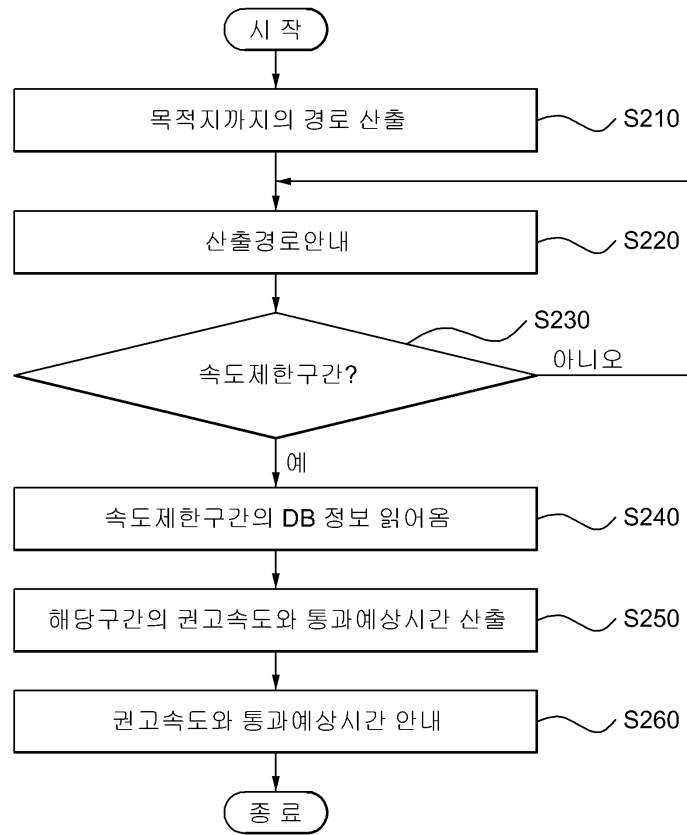 시 작
목적지까지의 경로 산출
S210
산출경로안내
S220
S230
속도제한구간?
아니오
예
속도제한구간의 DB 정보 읽어옴
S240
해당구간의 권고속도와 통과예상시간 산출
S250
권고속도와 통과예상시간 안내
S260
종 료